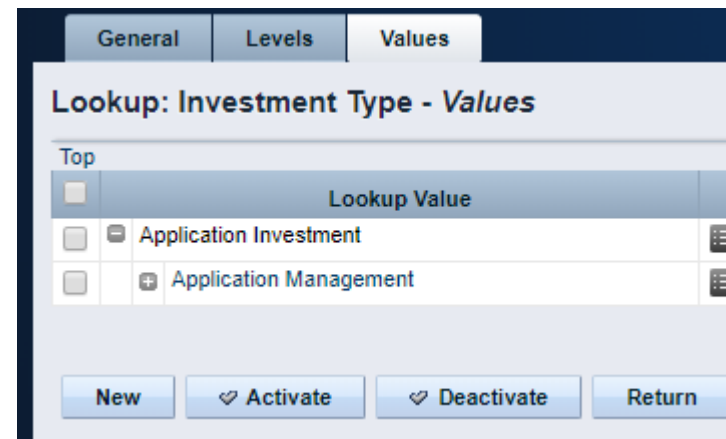 General Levels Values
Lookup: Investment Type - Values
Top
Lookup Value
Application Investment
Application Management
New Activate Deactivate Return